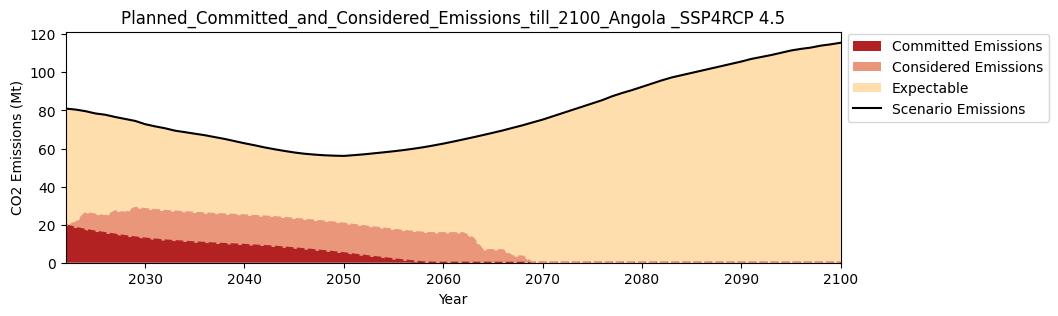 Planned_Committed_and_Considered_Emissions_till_2100_Angola _SSP4RCP 4.5
120
100
80
60
40
20
0
CO2 Emissions (Mt)
2030
2040
2050
2060
2070
2080
2090
2100
Year
Committed Emissions
Considered Emissions
Expectable
Scenario Emissions